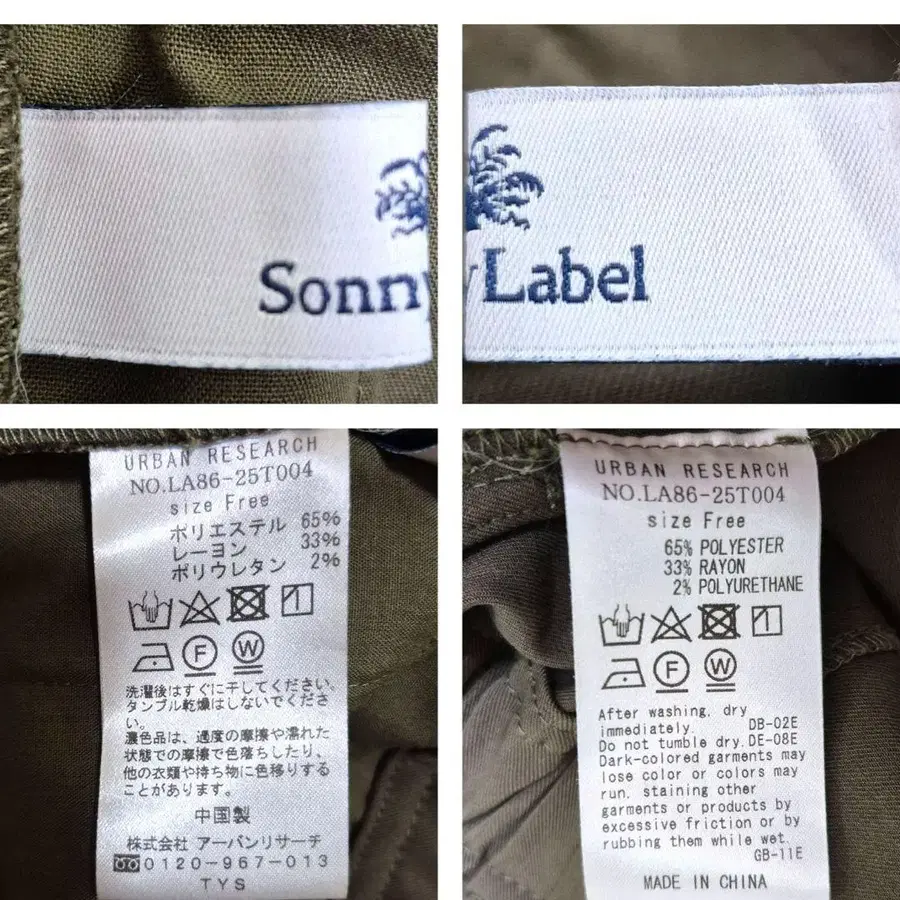 Sonny
Label
URBAN RESEARCH
NO.LA86-25T004
size Free
ポリエステル 65%
レーヨン 33%
ポリウレタン 2%
F W
洗濯後はすぐに干してください。
タンブル乾燥はしないでくださ
い。
濃色品は、過度の摩擦や濡れた
状態での摩擦で色落ちしたり、
他の衣類や持ち物に色移りする
ことがあります。
中国製
株式会社 アーバンリサーチ
0120-967-013
TYS
URBAN RESEARCH
NO.LA86-25T004
size Free
65% POLYESTER
33% RAYON
2% POLYURETHANE
F W
After washing, dry
immediately. DB-02E
Do not tumble dry. DE-08E
Dark-colored garments may
lose color or colors may
run, staining other
garments or products by
excessive friction or by
rubbing them while wet.
GB-11E
MADE IN CHINA